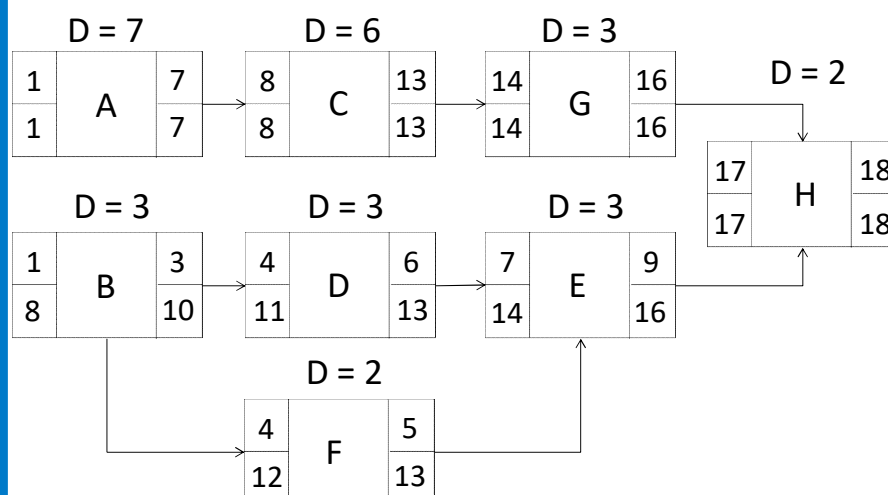 D = 7 D = 6 D = 3
D = 2
1 7 8 13 14 16
A C G
1 7 8 13 14 16
17 18
H
17 18
D = 3 D = 3 D = 3
1 3 4 6 7 9
B D E
8 10 11 13 14 16
D = 2
4 5
F
12 13